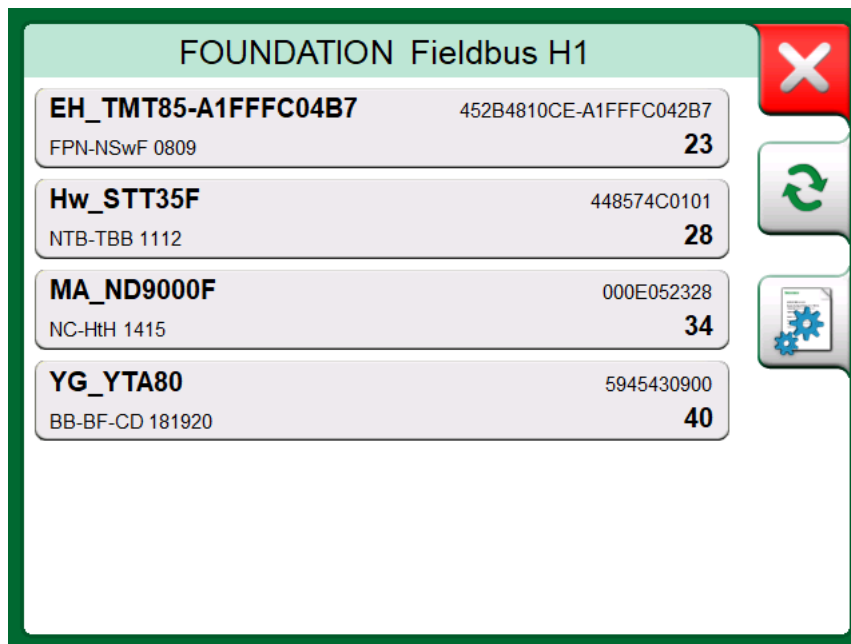 FOUNDATION Fieldbus H1
EH_TMT85-A1FFFC04B7 452B4810CE-A1FFFC042B7
FPN-NSwF 0809 23
Hw_STT35F 448574C0101
NTB-TBB 1112 28
MA_ND9000F 000E052328
NC-HtH 1415 34
YG_YTA80 5945430900
BB-BF-CD 181920 40